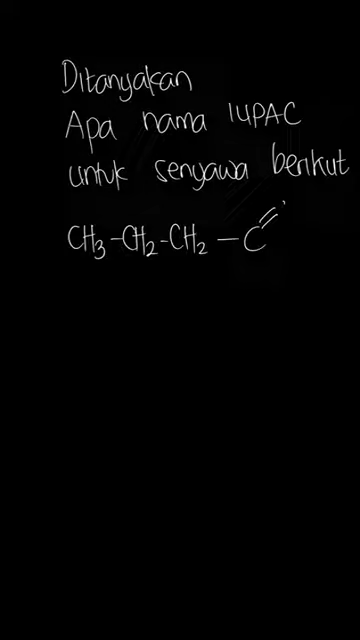 Ditanyakan
Apa nama IUPAC
untuk senyawa berikut
CH3-CH2-CH2-C=